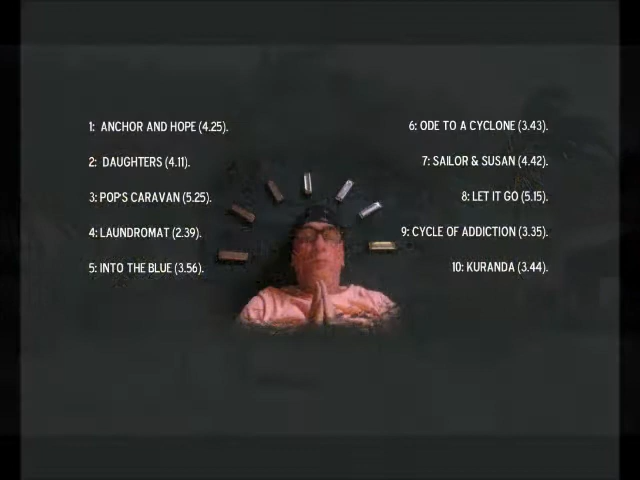 1: ANCHOR AND HOPE (4.25).
2: DAUGHTERS (4.11).
3: POP'S CARAVAN (5.25).
4: LAUNDROMAT (2.39).
5: INTO THE BLUE (3.56).
6: ODE TO A CYCLONE (3.43).
7: SAILOR & SUSAN (4.42).
8: LET IT GO (5.15).
9: CYCLE OF ADDICTION (3.35).
10: KURANDA (3.44).